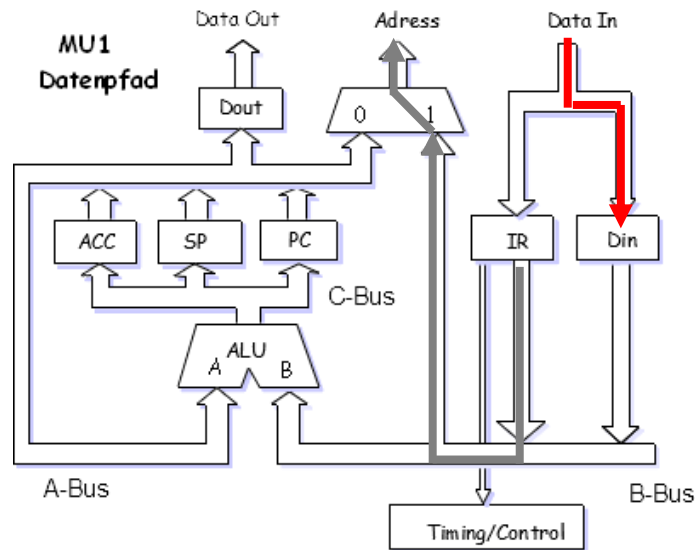 Data Out
Adress
Data In
MU1
Datenpfad
Dout
0
1
ACC
SP
PC
IR
Din
C-Bus
ALU
A
B
A-Bus
B-Bus
Timing/Control